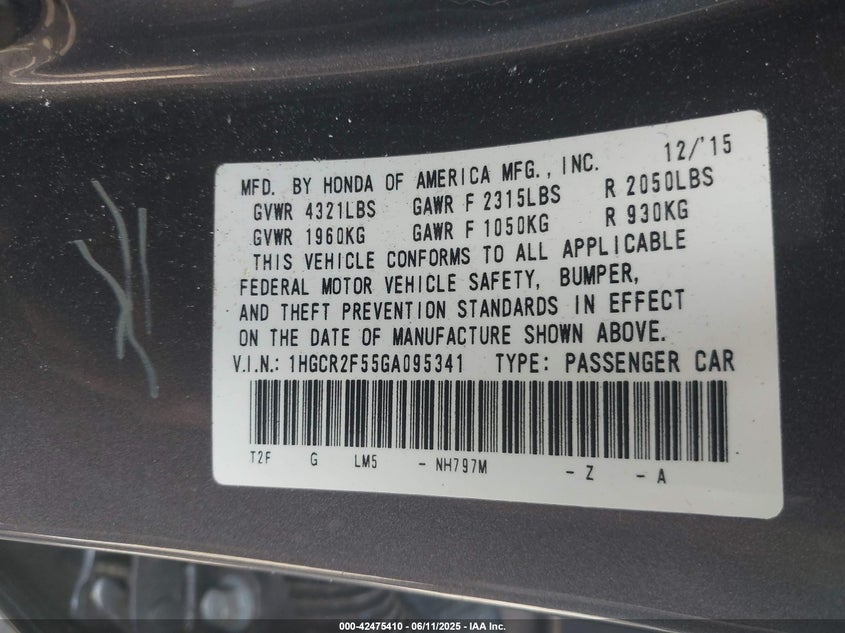 12/'15
MFD. BY HONDA OF AMERICA MFG., INC.
GVWR 4321LBS GAWR F 2315LBS R 2050LBS
GVWR 1960KG GAWR F 1050KG R 930KG
THIS VEHICLE CONFORMS TO ALL APPLICABLE
FEDERAL MOTOR VEHICLE SAFETY, BUMPER,
AND THEFT PREVENTION STANDARDS IN EFFECT
ON THE DATE OF MANUFACTURE SHOWN ABOVE.
V.I.N.: 1HGCR2F55GA095341 TYPE: PASSENGER CAR
T2F G LM5 - NH797M - Z - A
000-42475410 - 06/11/2025 - IAA Inc.